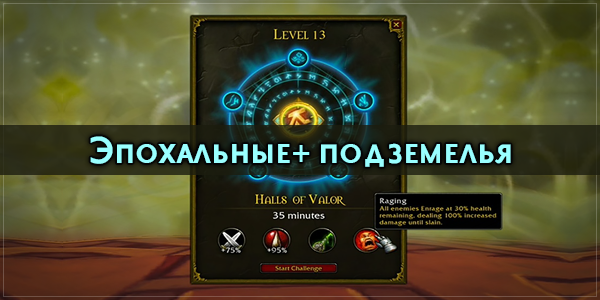 Level 13
Эпохальные+ подземелья
Halls of Valor
35 minutes
Raging
All enemies Enrage at 30% health
remaining, dealing 100% increased
damage until slain.
+75%
+95%
Start Challenge